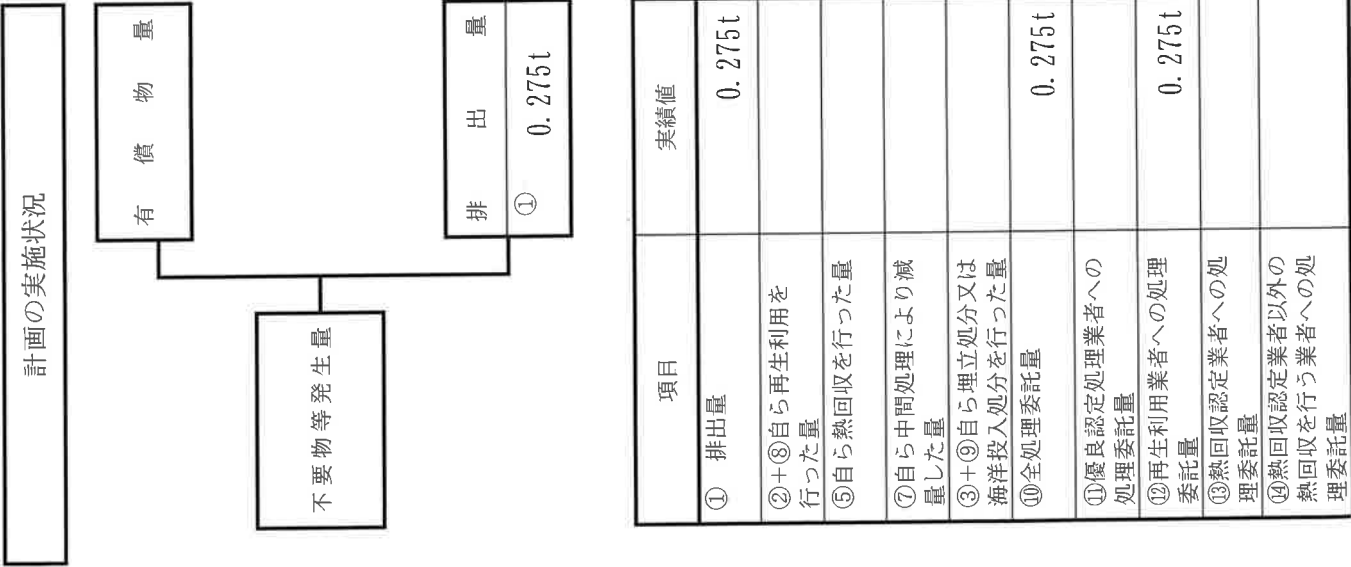 計画の実施状況
有償物量
不要物等発生量
排出量
① 0.275t
項目 実績値
① 排出量 0.275t
②+⑧自ら再生利用を
行った量
⑤自ら熱回収を行った量
⑦自ら中間処理により減
量した量
③+⑨自ら埋立処分又は
海洋投入処分を行った量
⑩全処理委託量 0.275t
⑪優良認定処理業者への
処理委託量
⑫再生利用業者への処理
委託量 0.275t
⑬熱回収認定業者への処
理委託量
⑭熱回収認定業者以外の
熱回収を行う業者への処
理委託量